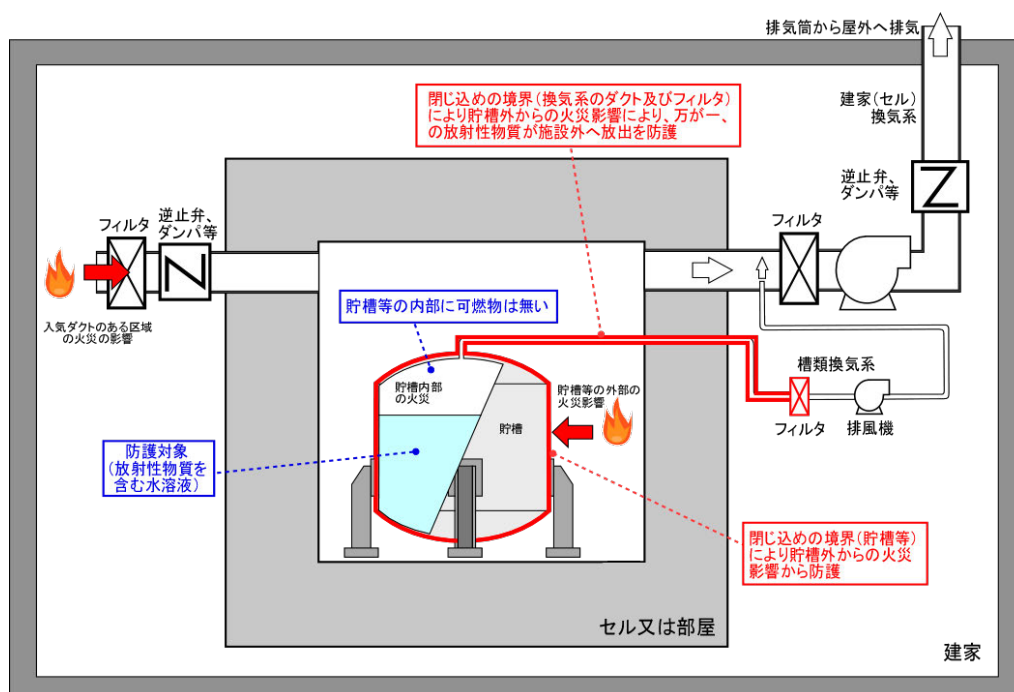 排気筒から屋外へ排気
閉じ込めの境界(換気系のダクト及びフィルタ)
により貯槽外からの火災影響により、万が一、
の放射性物質が施設外へ放出を防護
建家(セル)
換気系
逆止弁、
ダンパ等
フィルタ
逆止弁、
ダンパ等
フィルタ
入気ダクトのある区域
の火災の影響
貯槽等の内部に可燃物は無い
槽類換気系
フィルタ
排風機
貯槽内部
の火災
貯槽等の外部の
火災影響
貯槽
防護対象
(放射性物質を
含む水溶液)
閉じ込めの境界(貯槽等)
により貯槽外からの火災
影響から防護
セル又は部屋
建家